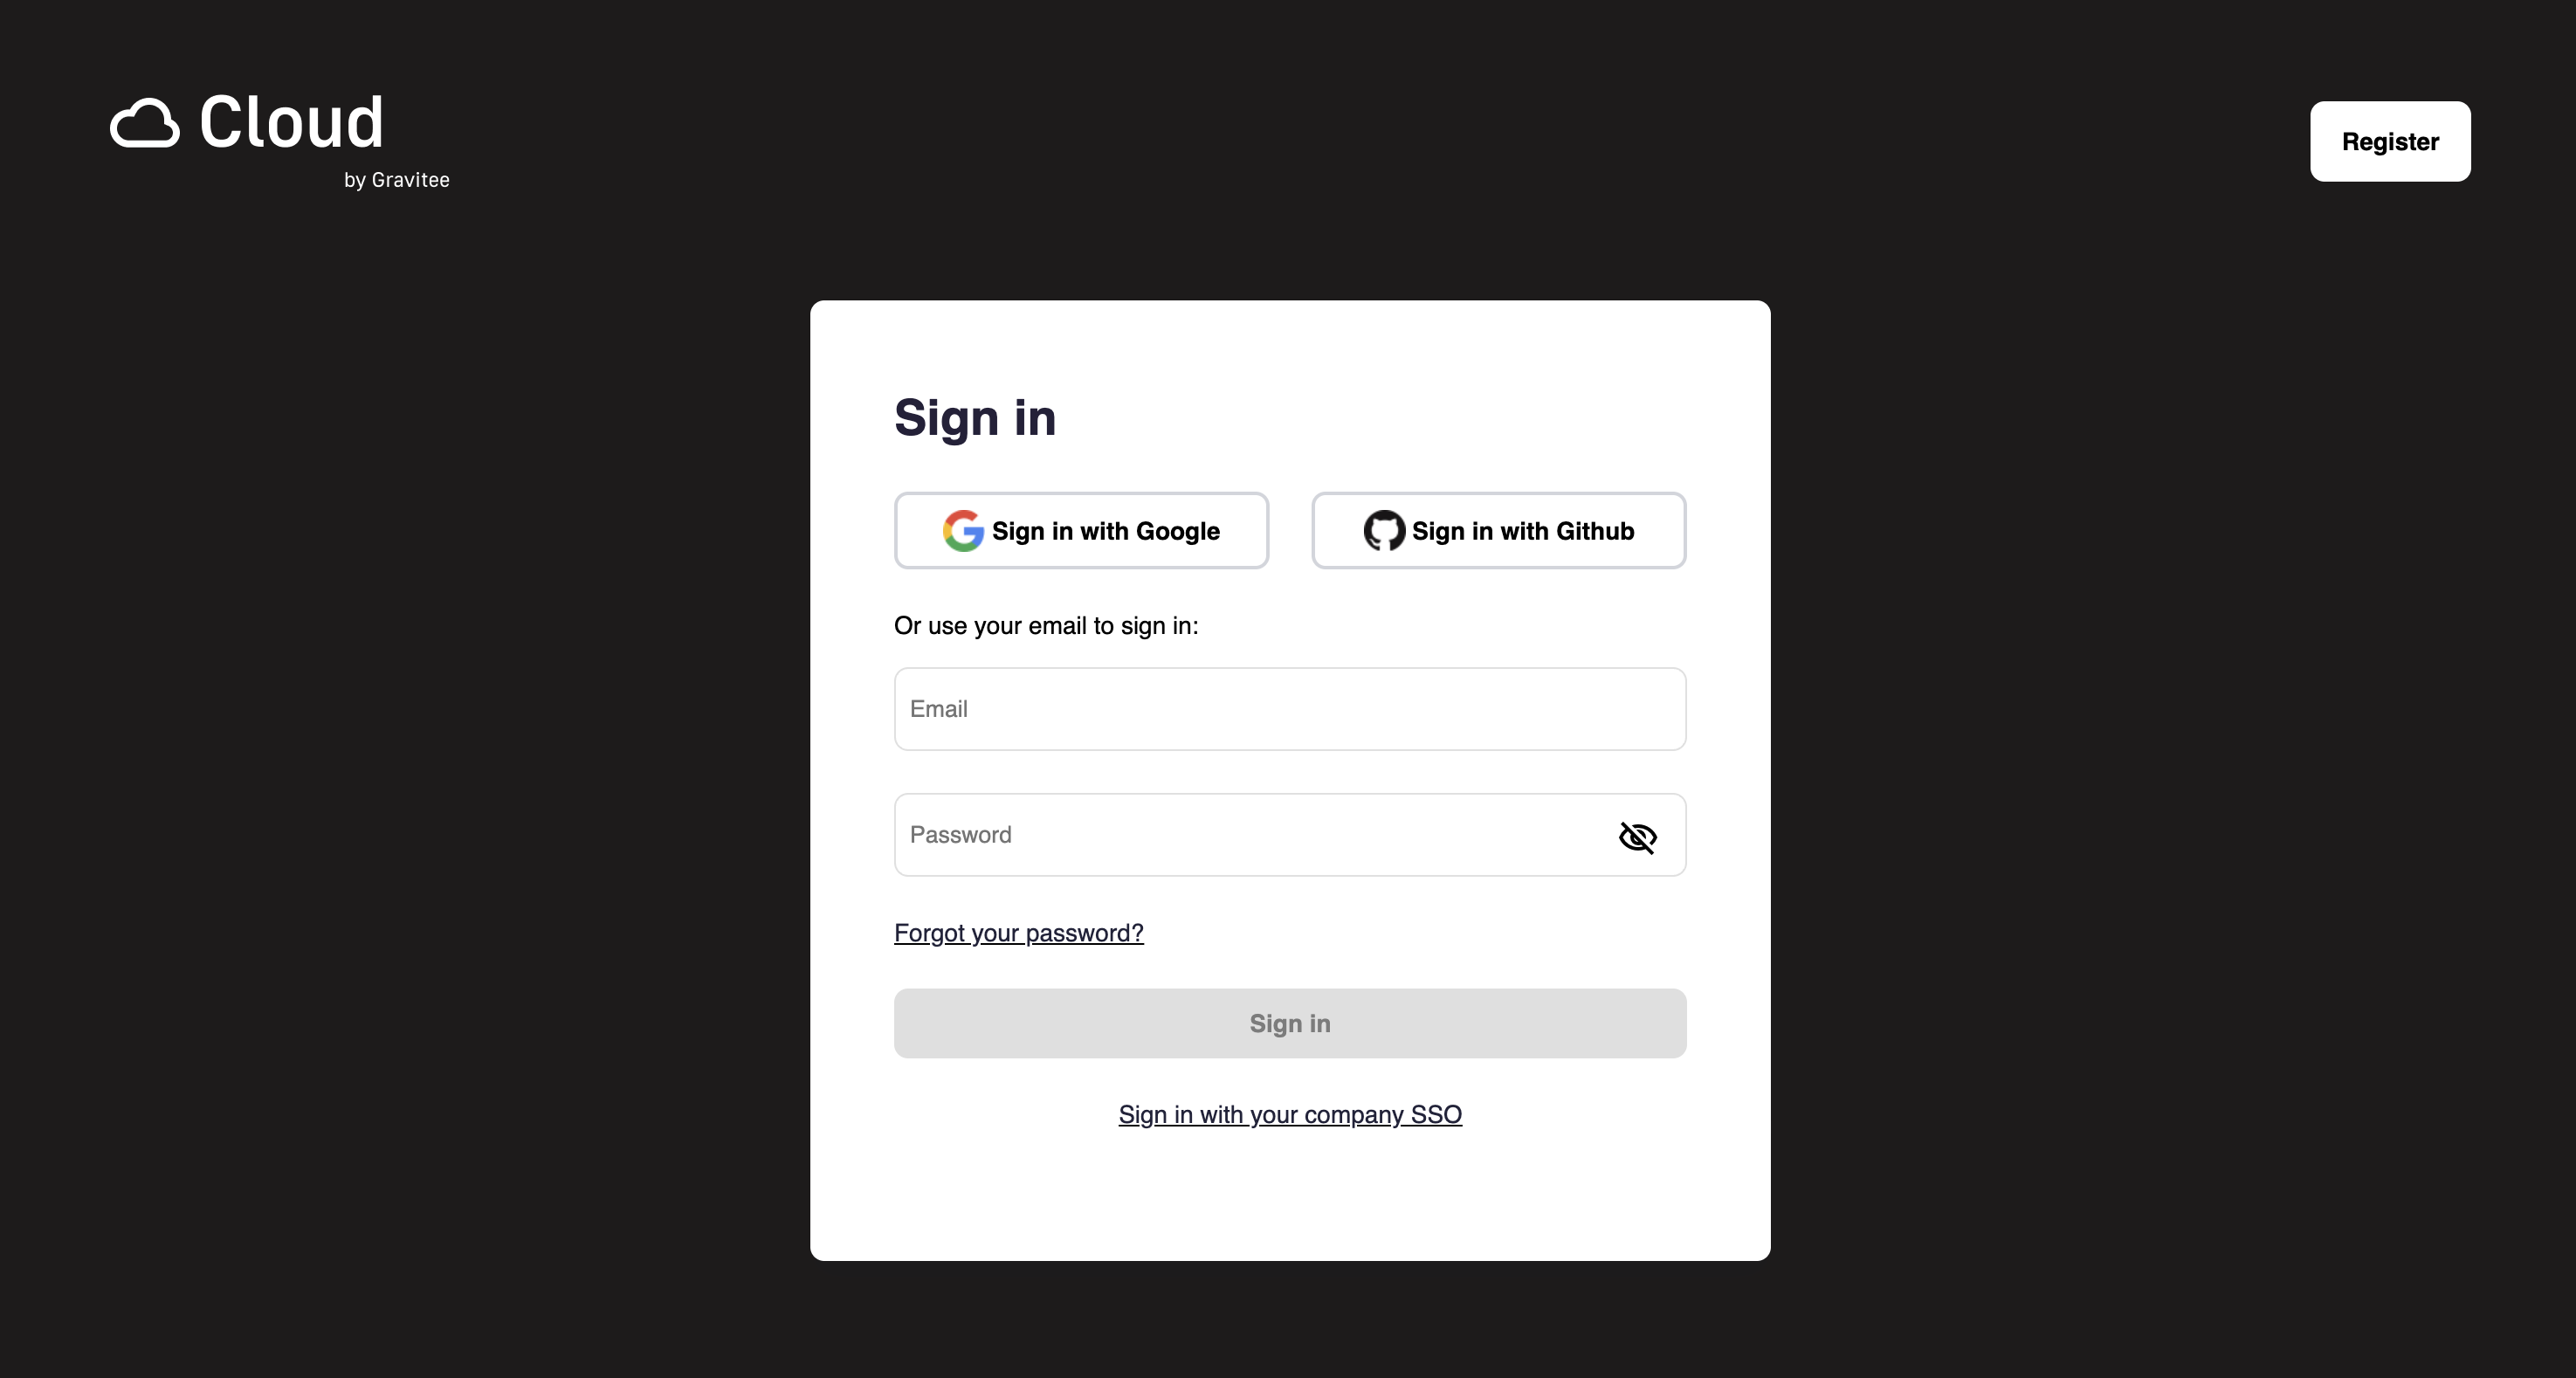 Cloud
by Gravitee
Register
Sign in
Sign in with Google
Sign in with Github
Or use your email to sign in:
Email
Password
Forgot your password?
Sign in
Sign in with your company SSO